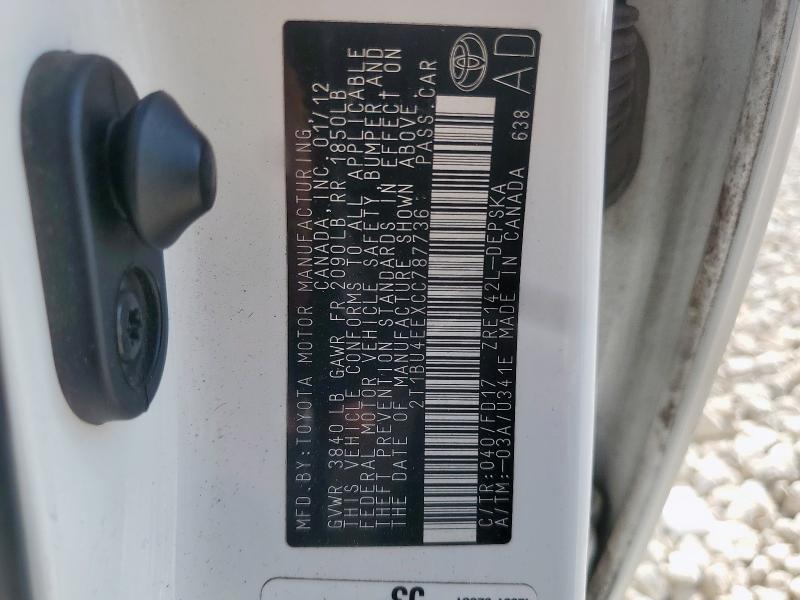 MFD BY: TOYOTA MOTOR MANUFACTURING,
CANADA, INC. 01/12
GVWR 3840 LB GAWR FR 2090 LB, RR 1850LB
THIS VEHICLE CONFORMS TO ALL APPLICABLE
FEDERAL MOTOR VEHICLE SAFETY, BUMPER, AND
THEFT PREVENTION STANDARDS IN EFFECT ON
THE DATE OF MANUFACTURE SHOWN ABOVE.
2T1BU4EEXCC787736 PASS. CAR
C/TR:040/FD17 ZRE142L-DEPSKA
A/TM:-03A/U341E MADE IN CANADA 638
AD